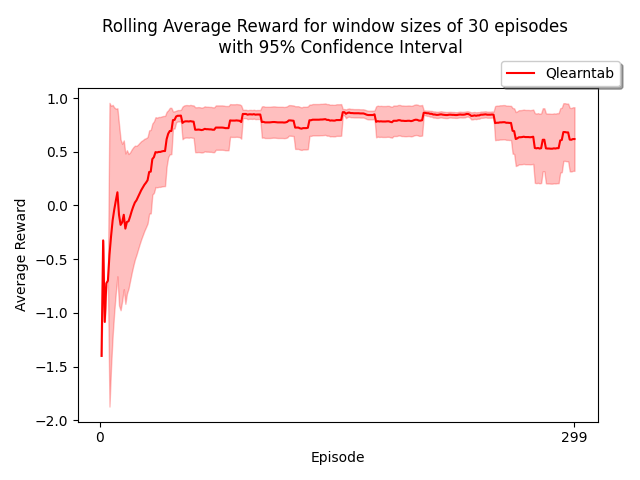 Rolling Average Reward for window sizes of 30 episodes
with 95% Confidence Interval
Qlearntab
1.0
0.5
0.0
−0.5
−1.0
−1.5
−2.0
Average Reward
0
299
Episode